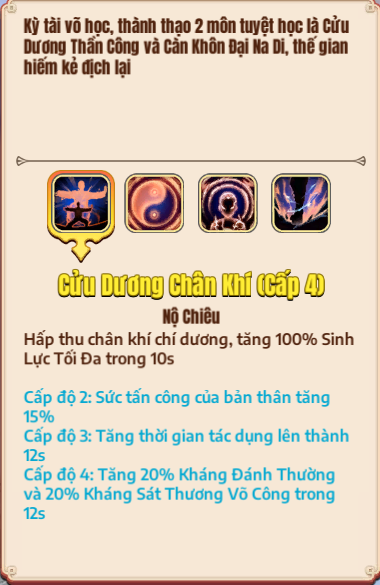 Kỳ tài võ học, thành thạo 2 môn tuyệt học là Cửu
Dương Thần Công và Càn Khôn Đại Na Di, thế gian
hiếm kẻ địch lại
Cửu Dương Chân Khí (Cấp 4)
Nộ Chiêu
Hấp thu chân khí chí dương, tăng 100% Sinh
Lực Tối Đa trong 10s
Cấp độ 2: Sức tấn công của bản thân tăng
15%
Cấp độ 3: Tăng thời gian tác dụng lên thành
12s
Cấp độ 4: Tăng 20% Kháng Đánh Thường
và 20% Kháng Sát Thương Võ Công trong
12s